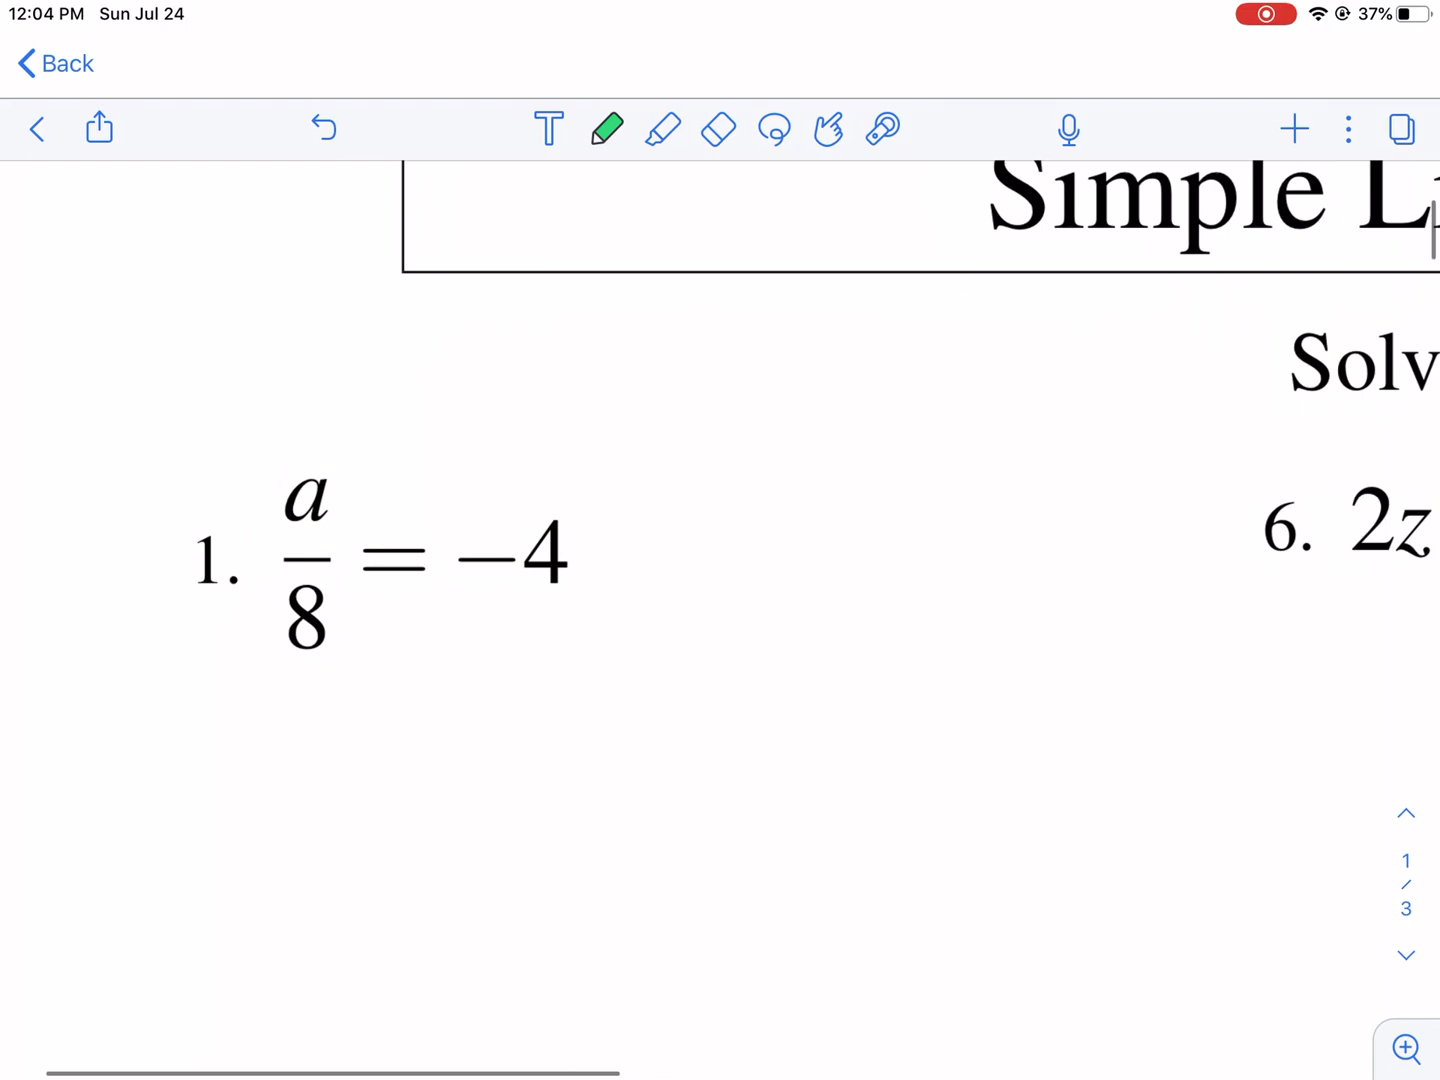 12:04 PM Sun Jul 24
37%
Back
Simple
Solv
1. a/8 = −4
6. 2z
1
/
3